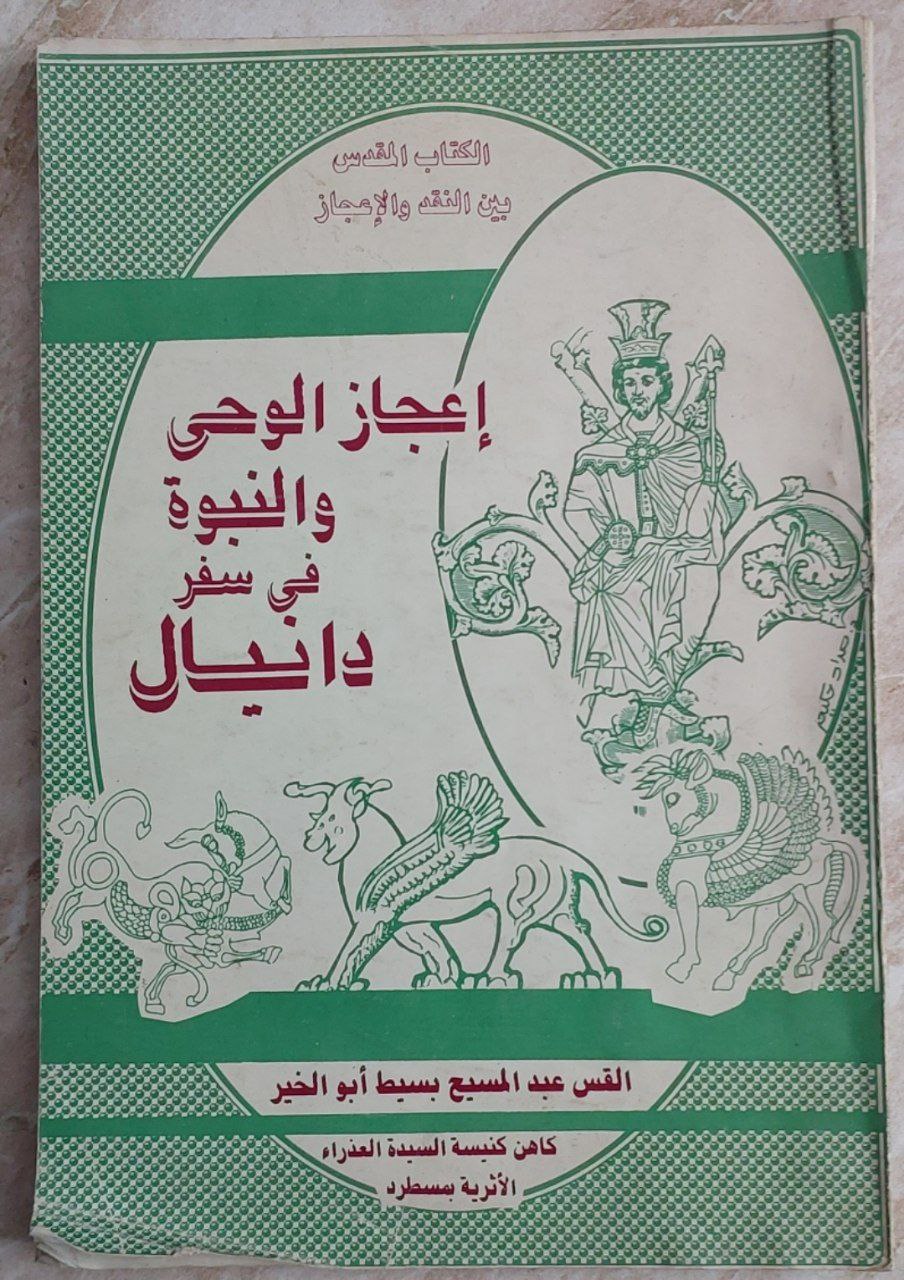 الكتاب المقدس
بين النقد والإعجاز
إعجاز الوحى
والنبوة
في سفر
دانيال
القس عبد المسيح بسيط أبو الخير
كاهن كنيسة السيدة العذراء
الأثرية بمسطرد